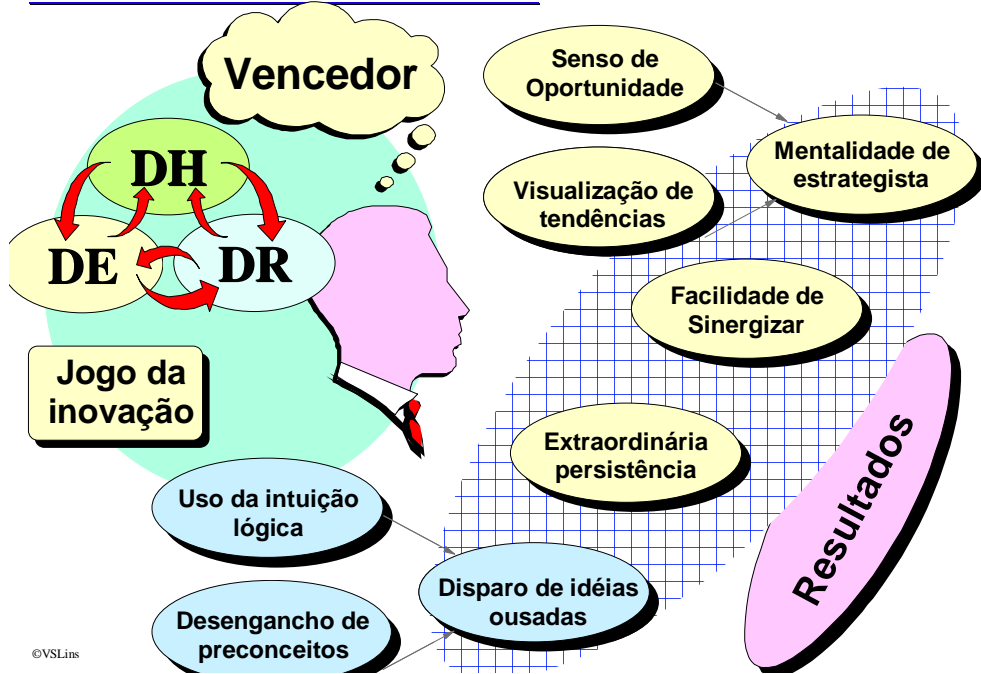 Vencedor
DH
DE
DR
Jogo da
inovação
Senso de
Oportunidade
Visualização de
tendências
Mentalidade de
estrategista
Facilidade de
Sinergizar
Extraordinária
persistência
Uso da intuição
lógica
Desengancho de
preconceitos
Disparo de idéias
ousadas
Resultados
©VSLins